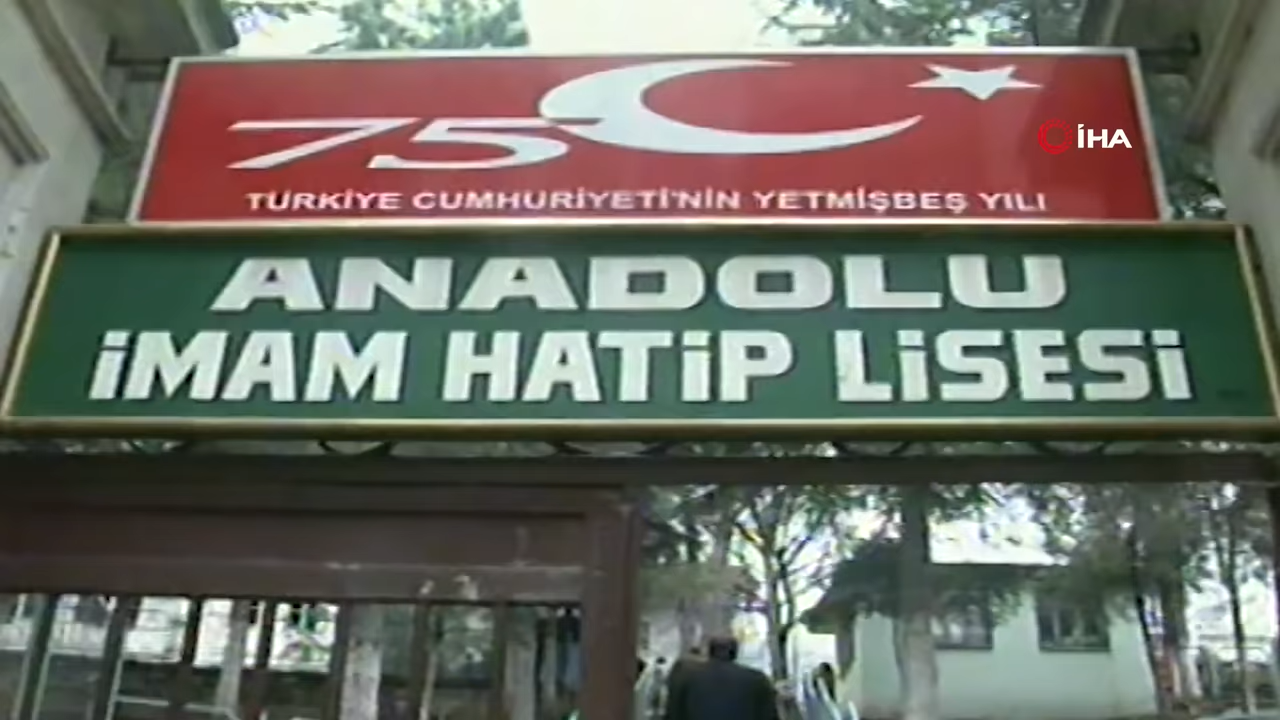 75
TÜRKİYE CUMHURİYETİ'NİN YETMİŞBEŞ YILI
İHA
ANADOLU
İMAM HATİP LİSESİ